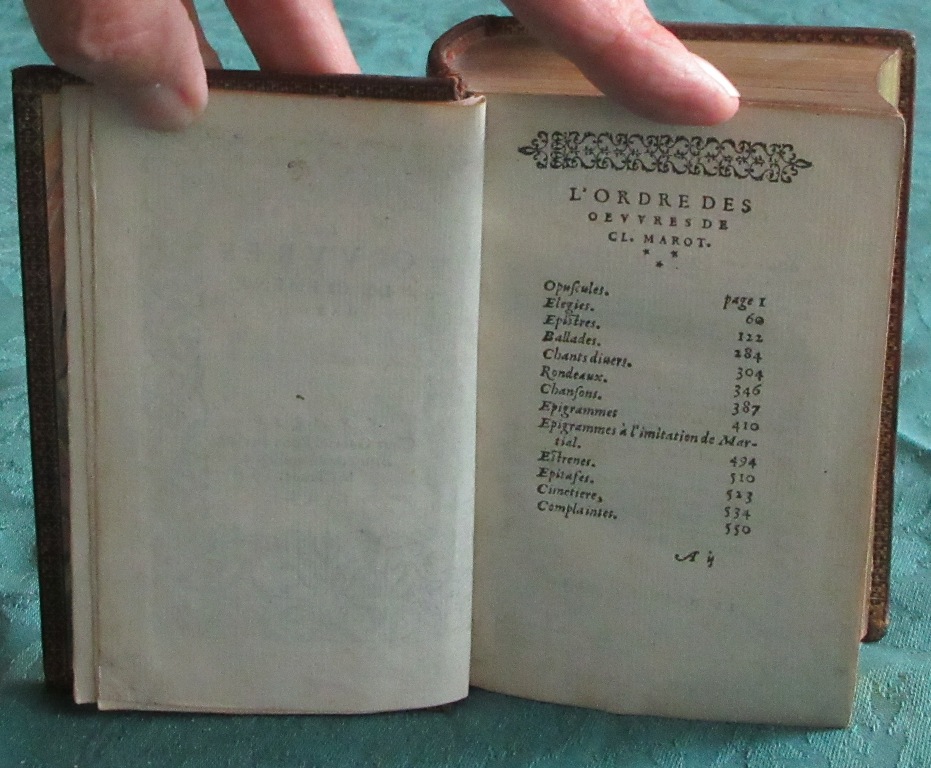 L'ORDRE DES
OEVVRES DE
CL. MAROT.
* *
*
Opuſcules. page 1
Elegies. 60
Epiſtres. 122
Ballades. 284
Chants diuers. 304
Rondeaux. 346
Chanſons. 387
Epigrammes 410
Epigrammes à l'imitation de Mar-
tial. 494
Eſtrenes. 510
Epitafes. 523
Cimetiere, 534
Complaintes. 550
A ij